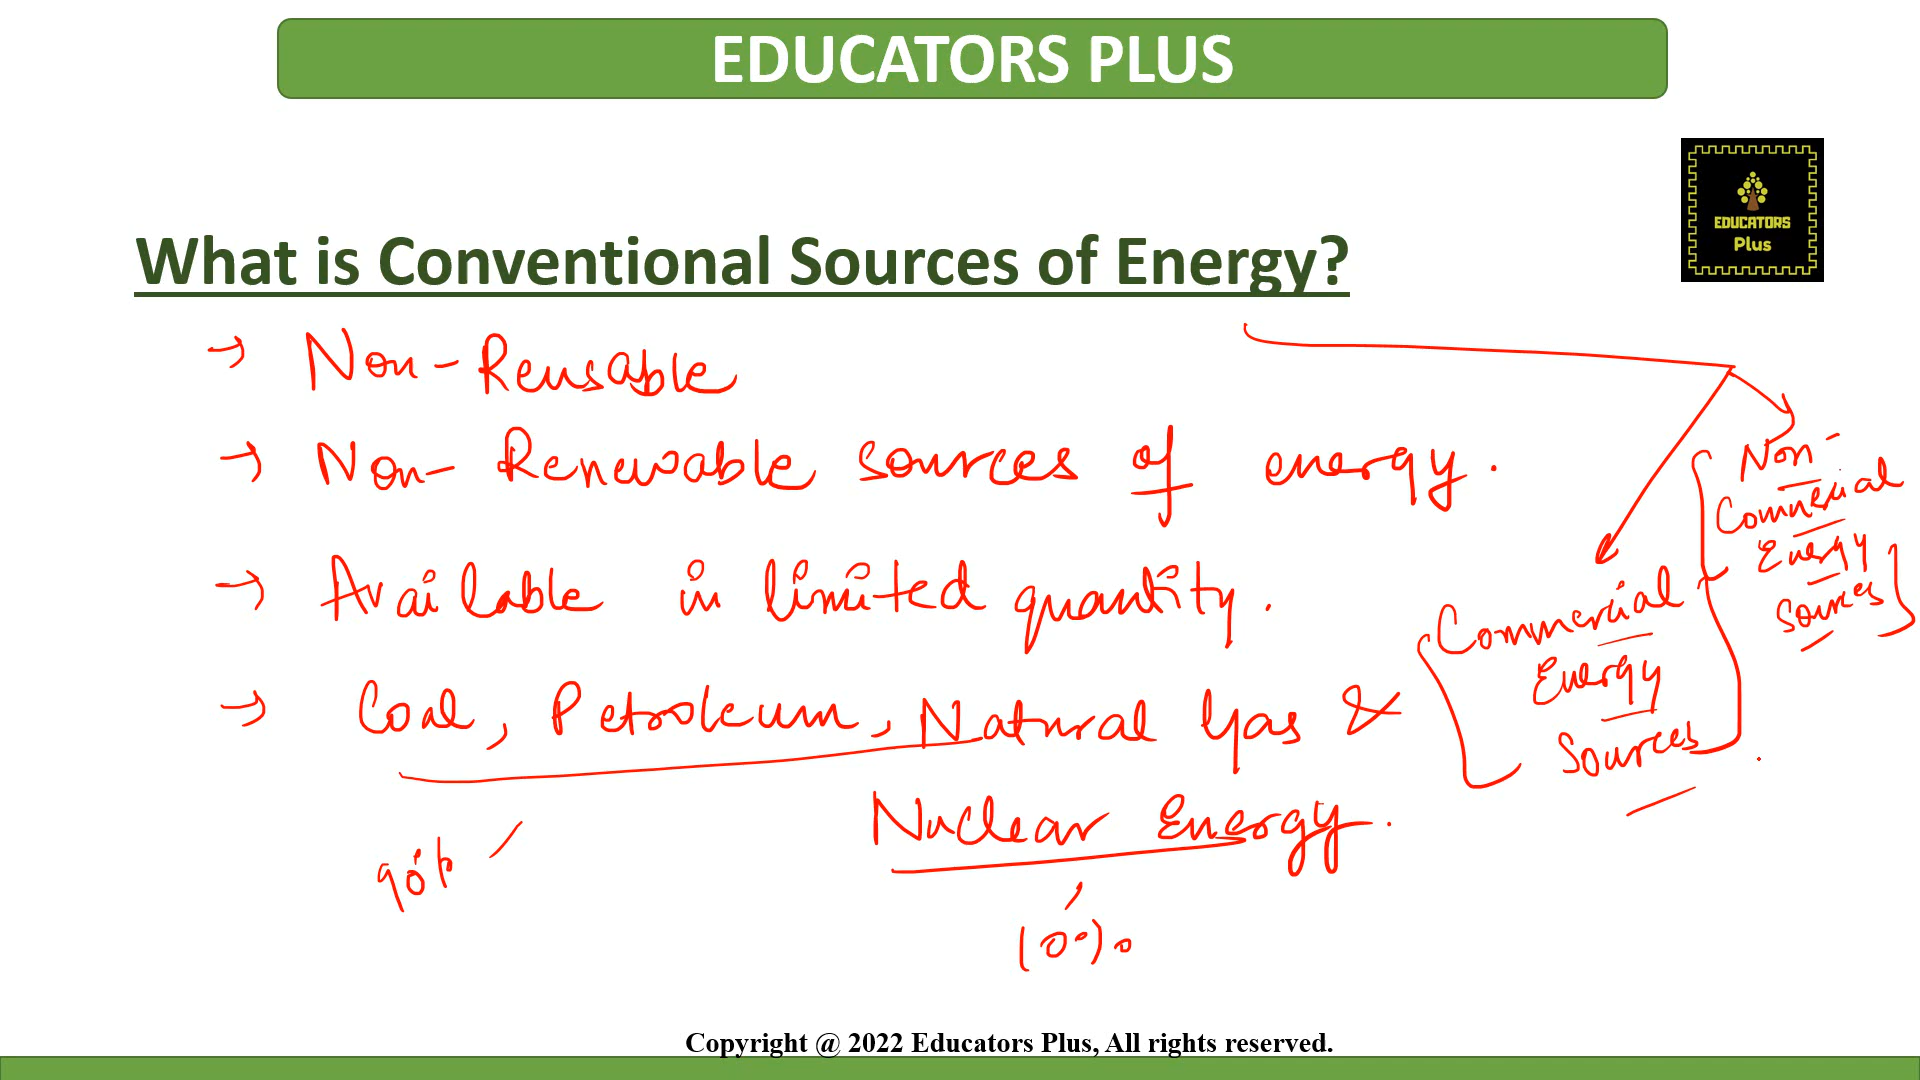 EDUCATORS PLUS
EDUCATORS
Plus
What is Conventional Sources of Energy?
→ Non-Reusable
→ Non-Renewable sources of energy.
→ Available in limited quantity.
→ Coal, Petroleum, Natural Gas &
Nuclear Energy.
90%
10%
Commercial
Energy
Sources
Non-
Commercial
Energy
Sources
Copyright @ 2022 Educators Plus, All rights reserved.